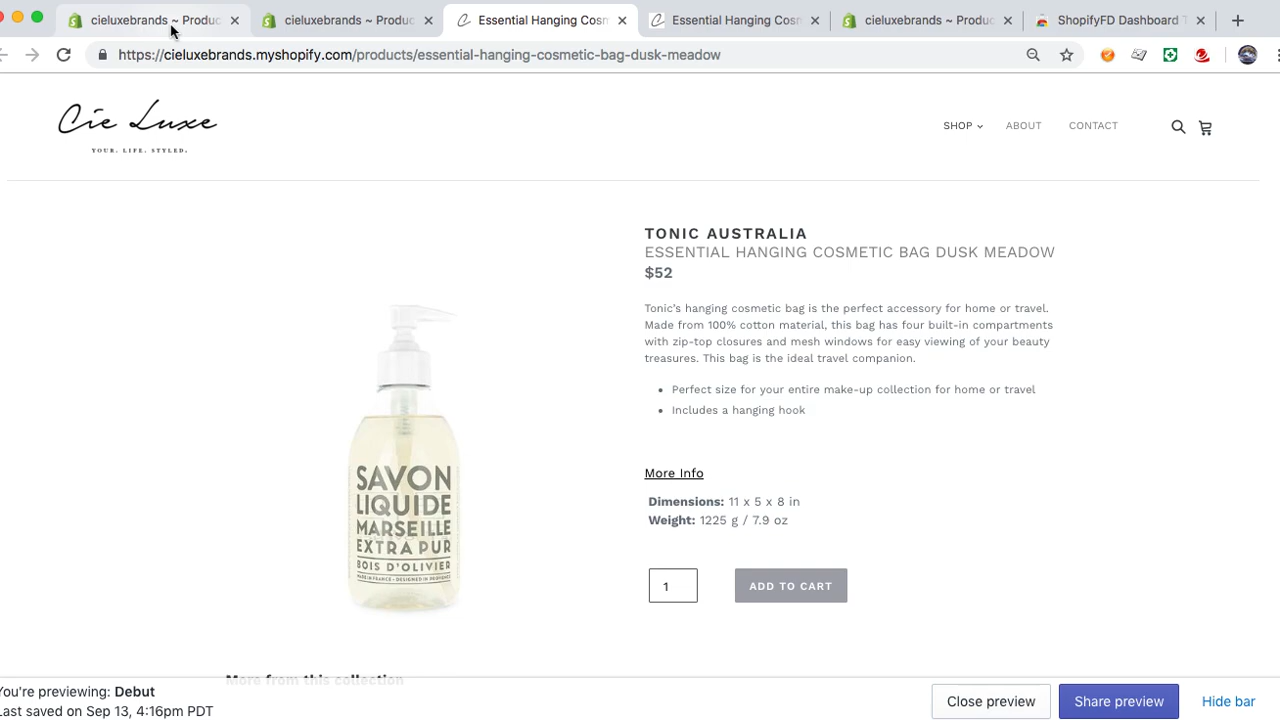 cieluxebrands ~ Produc
cieluxebrands ~ Produc
Essential Hanging Cosm
Essential Hanging Cosm
cieluxebrands ~ Produc
ShopifyFD Dashboard T
https://cieluxebrands.myshopify.com/products/essential-hanging-cosmetic-bag-dusk-meadow
Cie Luxe
YOUR. LIFE. STYLED.
SHOP
ABOUT
CONTACT
TONIC AUSTRALIA
ESSENTIAL HANGING COSMETIC BAG DUSK MEADOW
$52
Tonic's hanging cosmetic bag is the perfect accessory for home or travel.
Made from 100% cotton material, this bag has four built-in compartments
with zip-top closures and mesh windows for easy viewing of your beauty
treasures. This bag is the ideal travel companion.
• Perfect size for your entire make-up collection for home or travel
• Includes a hanging hook
More Info
Dimensions: 11 x 5 x 8 in
Weight: 1225 g / 7.9 oz
1
ADD TO CART
SAVON
LIQUIDE
MARSEILLE
EXTRA PUR
BOIS D'OLIVIER
MADE IN FRANCE • DESIGNED IN PROVENCE
More from this collection
You're previewing: Debut
Last saved on Sep 13, 4:16pm PDT
Close preview
Share preview
Hide bar